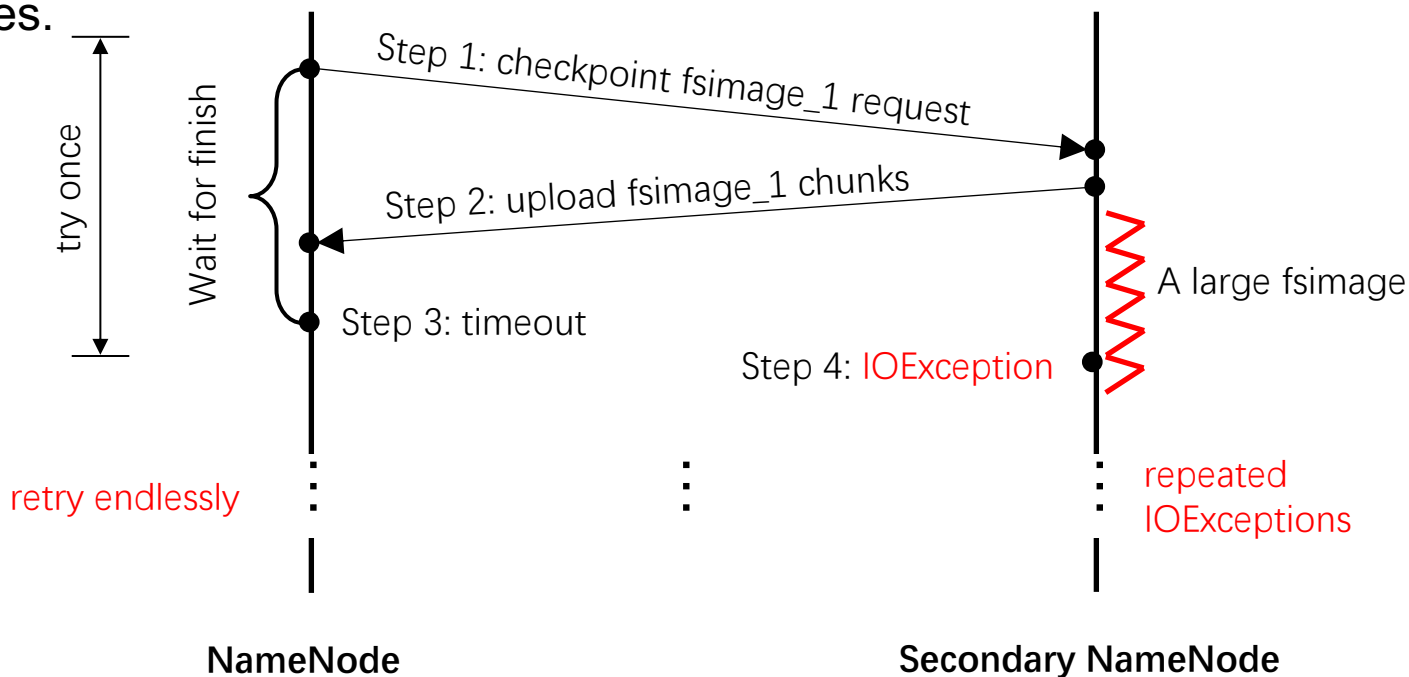 es.
try once
Wait for finish
Step 1: checkpoint fsimage_1 request
Step 2: upload fsimage_1 chunks
A large fsimage
Step 3: timeout
Step 4: IOException
retry endlessly
repeated
IOExceptions
NameNode
Secondary NameNode